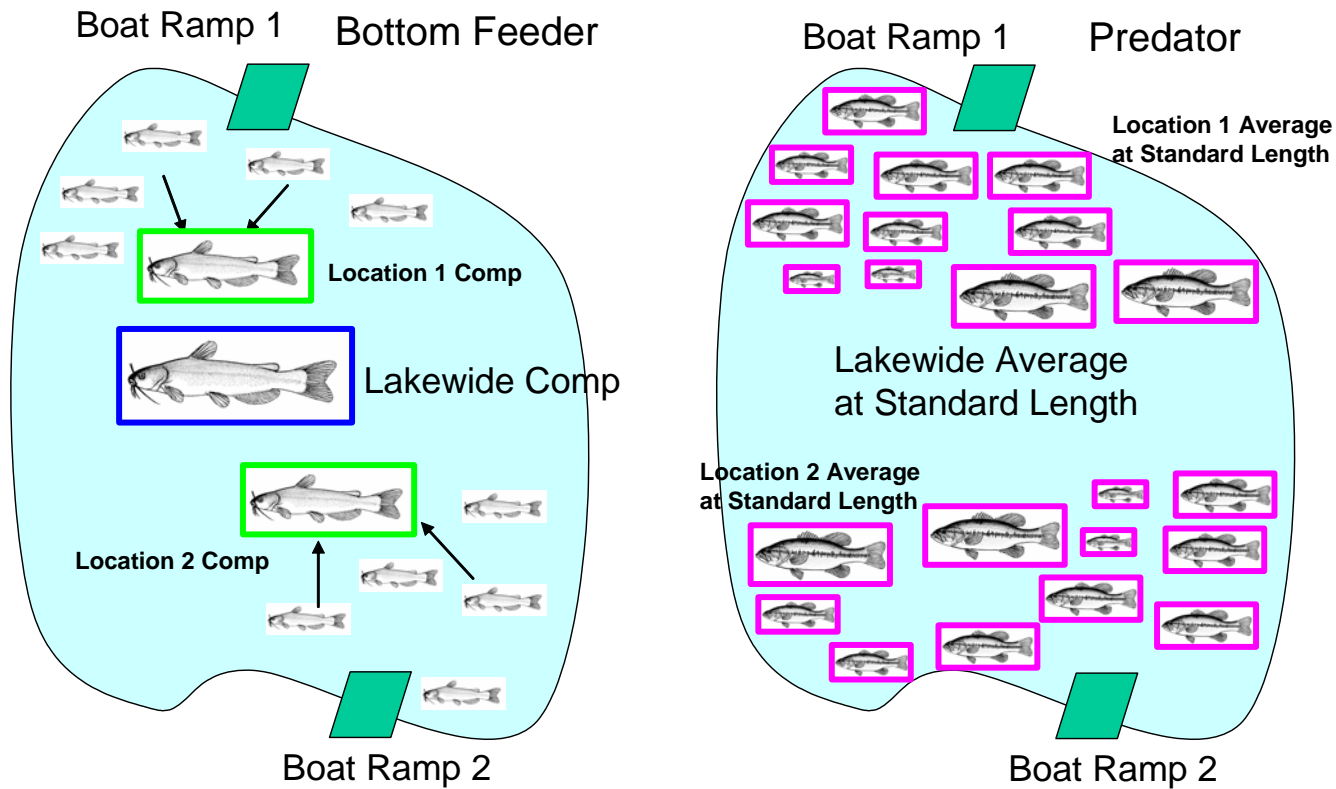 Boat Ramp 1
Bottom Feeder
Location 1 Comp
Lakewide Comp
Location 2 Comp
Boat Ramp 2
Boat Ramp 1
Predator
Location 1 Average
at Standard Length
Lakewide Average
at Standard Length
Location 2 Average
at Standard Length
Boat Ramp 2